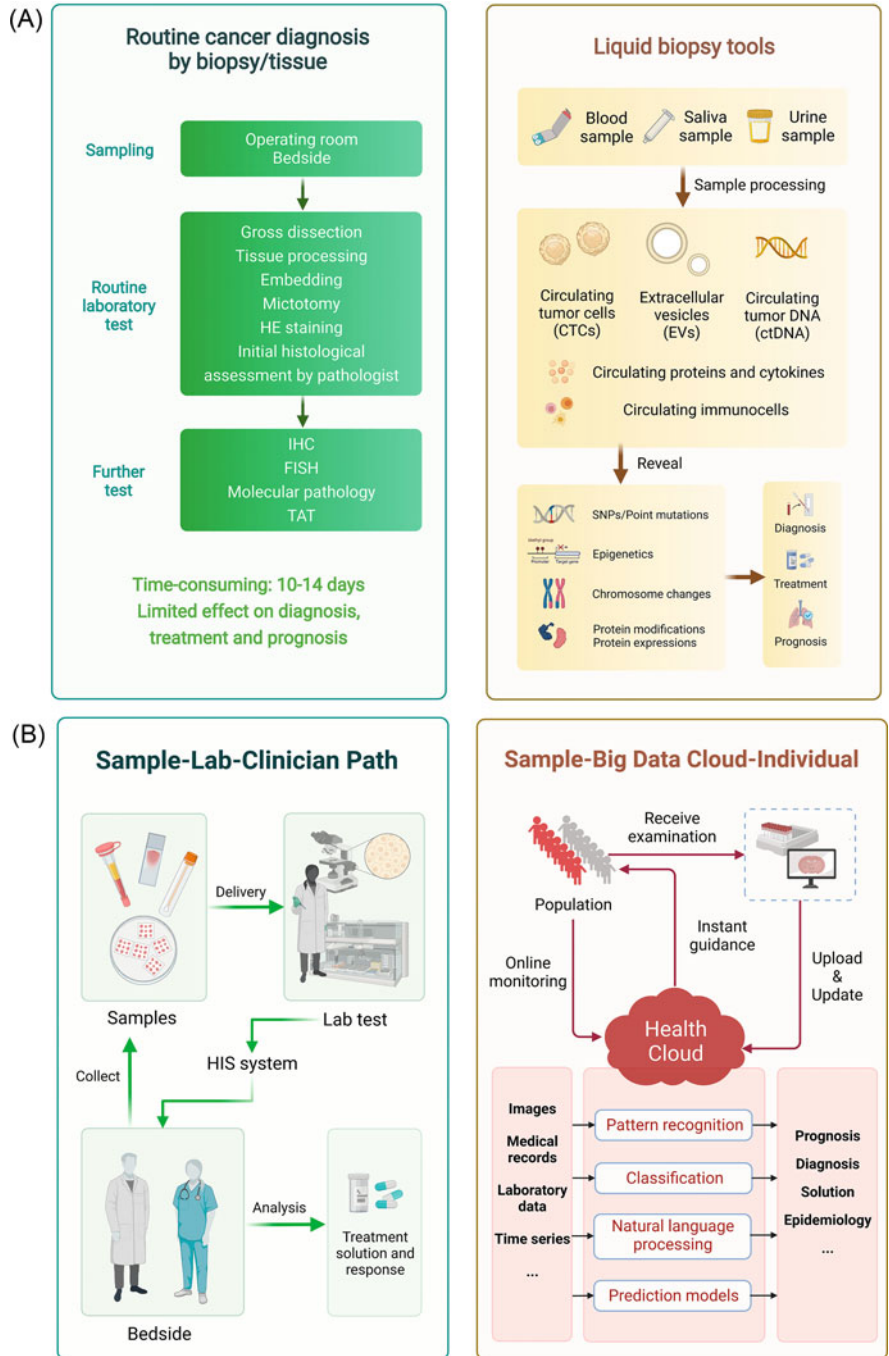 (A)
Routine cancer diagnosis
by biopsy/tissue
Sampling
Operating room
Bedside
Routine
laboratory
test
Gross dissection
Tissue processing
Embedding
Mictotomy
HE staining
Initial histological
assessment by pathologist
Further
test
IHC
FISH
Molecular pathology
TAT
Time-consuming: 10-14 days
Limited effect on diagnosis,
treatment and prognosis
Liquid biopsy tools
Blood
sample
Saliva
sample
Urine
sample
Sample processing
Circulating
tumor cells
(CTCs)
Extracellular
vesicles
(EVs)
Circulating
tumor DNA
(ctDNA)
Circulating proteins and cytokines
Circulating immunocells
Reveal
SNPs/Point mutations
Methyl group
Promoter
Target gene
Epigenetics
Chromosome changes
Protein modifications
Protein expressions
Diagnosis
Treatment
Prognosis
(B)
Sample-Lab-Clinician Path
Delivery
Samples
Lab test
Collect
HIS system
Analysis
Treatment
solution and
response
Bedside
Sample-Big Data Cloud-Individual
Receive
examination
Population
Online
monitoring
Instant
guidance
Upload
&
Update
Health
Cloud
Images
Medical
records
Laboratory
data
Time series
...
Pattern recognition
Classification
Natural language
processing
Prediction models
Prognosis
Diagnosis
Solution
Epidemiology
...